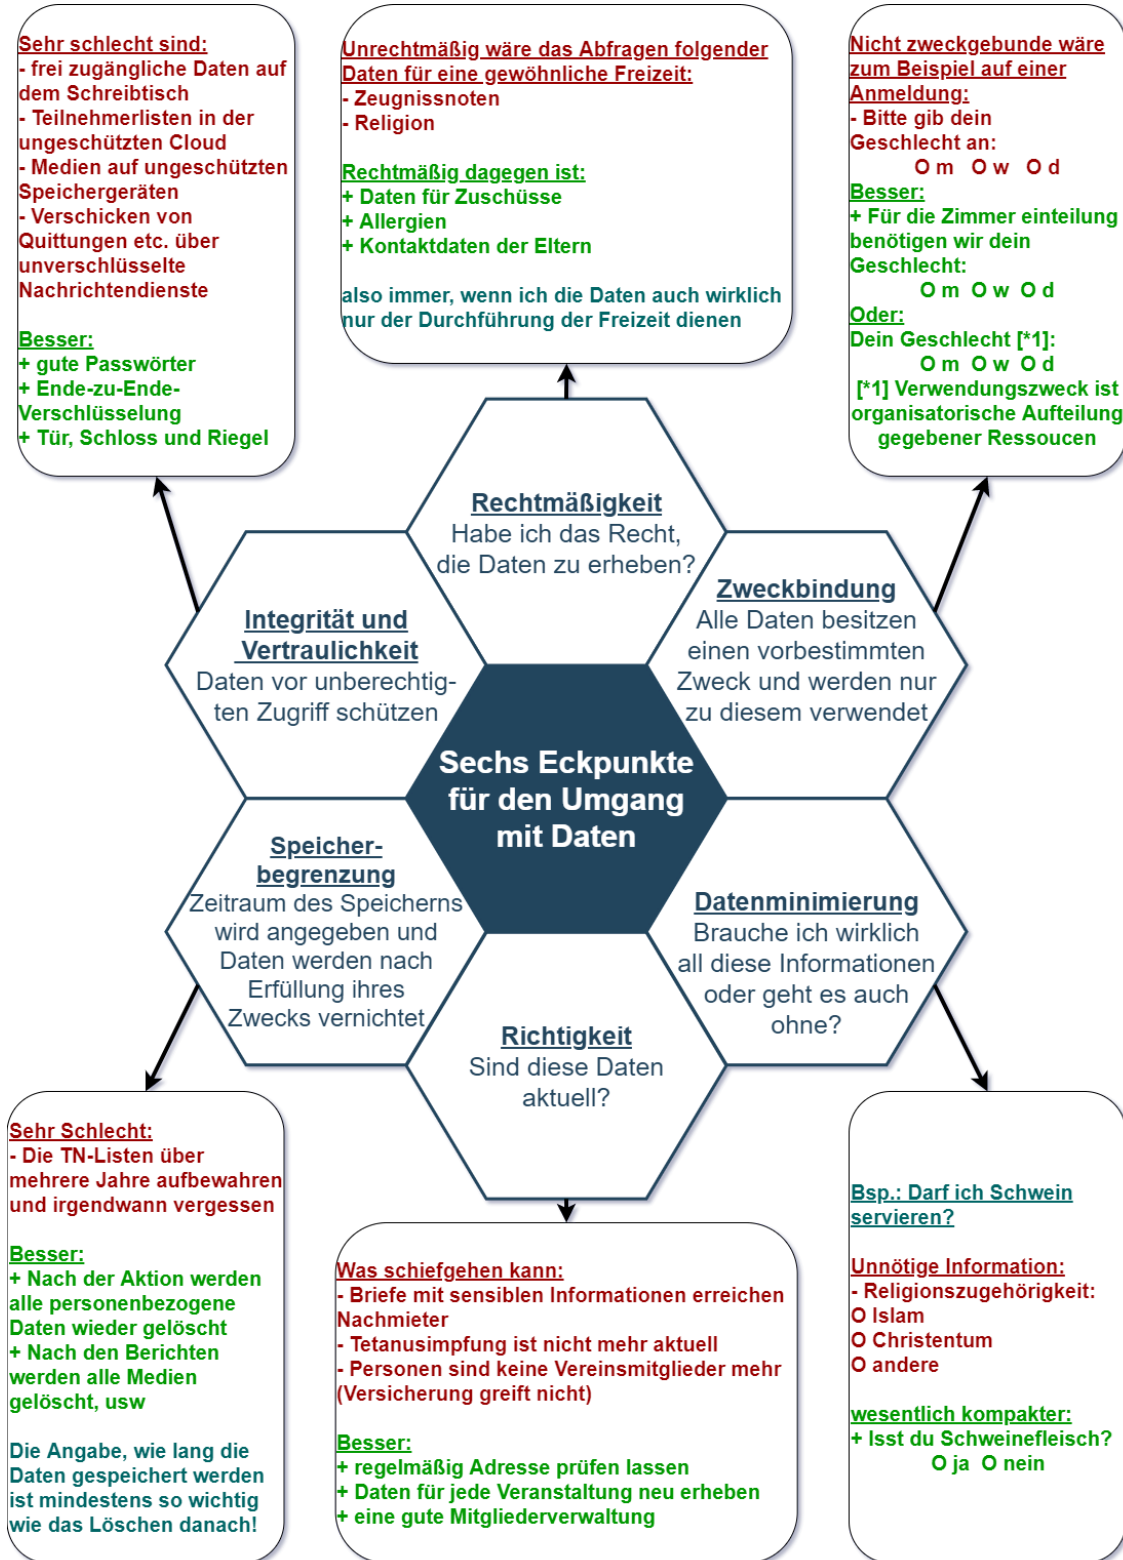 Sehr schlecht sind:
- frei zugängliche Daten auf
dem Schreibtisch
- Teilnehmerlisten in der
ungeschützten Cloud
- Medien auf ungeschützten
Speichergeräten
- Verschicken von
Quittungen etc. über
unverschlüsselte
Nachrichtendienste
Besser:
+ gute Passwörter
+ Ende-zu-Ende-
Verschlüsselung
+ Tür, Schloss und Riegel
Unrechtmäßig wäre das Abfragen folgender
Daten für eine gewöhnliche Freizeit:
- Zeugnissnoten
- Religion
Rechtmäßig dagegen ist:
+ Daten für Zuschüsse
+ Allergien
+ Kontaktdaten der Eltern
also immer, wenn ich die Daten auch wirklich
nur der Durchführung der Freizeit dienen
Nicht zweckgebunde wäre
zum Beispiel auf einer
Anmeldung:
- Bitte gib dein
Geschlecht an:
O m O w O d
Besser:
+ Für die Zimmer einteilung
benötigen wir dein
Geschlecht:
O m O w O d
Oder:
Dein Geschlecht [*1]:
O m O w O d
[*1] Verwendungszweck ist
organisatorische Aufteilung
gegebener Ressoucen
Rechtmäßigkeit
Habe ich das Recht,
die Daten zu erheben?
Integrität und
Vertraulichkeit
Daten vor unberechtig-
ten Zugriff schützen
Zweckbindung
Alle Daten besitzen
einen vorbestimmten
Zweck und werden nur
zu diesem verwendet
Sechs Eckpunkte
für den Umgang
mit Daten
Speicher-
begrenzung
Zeitraum des Speicherns
wird angegeben und
Daten werden nach
Erfüllung ihres
Zwecks vernichtet
Datenminimierung
Brauche ich wirklich
all diese Informationen
oder geht es auch
ohne?
Richtigkeit
Sind diese Daten
aktuell?
Sehr Schlecht:
- Die TN-Listen über
mehrere Jahre aufbewahren
und irgendwann vergessen
Besser:
+ Nach der Aktion werden
alle personenbezogene
Daten wieder gelöscht
+ Nach den Berichten
werden alle Medien
gelöscht, usw
Die Angabe, wie lang die
Daten gespeichert werden
ist mindestens so wichtig
wie das Löschen danach!
Was schiefgehen kann:
- Briefe mit sensiblen Informationen erreichen
Nachmieter
- Tetanusimpfung ist nicht mehr aktuell
- Personen sind keine Vereinsmitglieder mehr
(Versicherung greift nicht)
Besser:
+ regelmäßig Adresse prüfen lassen
+ Daten für jede Veranstaltung neu erheben
+ eine gute Mitgliederverwaltung
Bsp.: Darf ich Schwein
servieren?
Unnötige Information:
- Religionszugehörigkeit:
O Islam
O Christentum
O andere
wesentlich kompakter:
+ Isst du Schweinefleisch?
O ja O nein